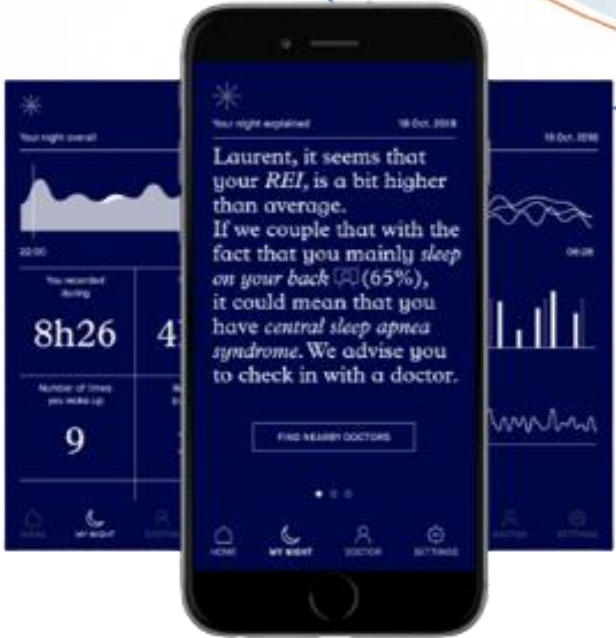 Your night overall
22:00
You recorded
during
8h26
4
Number of times
you woke up
9
HOME
MY NIGHT
Your night explained
18 Oct. 2018
Laurent, it seems that
your REI, is a bit higher
than average.
If we couple that with the
fact that you mainly sleep
on your back (65%),
it could mean that you
have central sleep apnea
syndrome. We advise you
to check in with a doctor.
FIND NEARBY DOCTORS
HOME
MY NIGHT
DOCTOR
SETTINGS
18 Oct. 2018
06:26
DOCTOR
SETTINGS